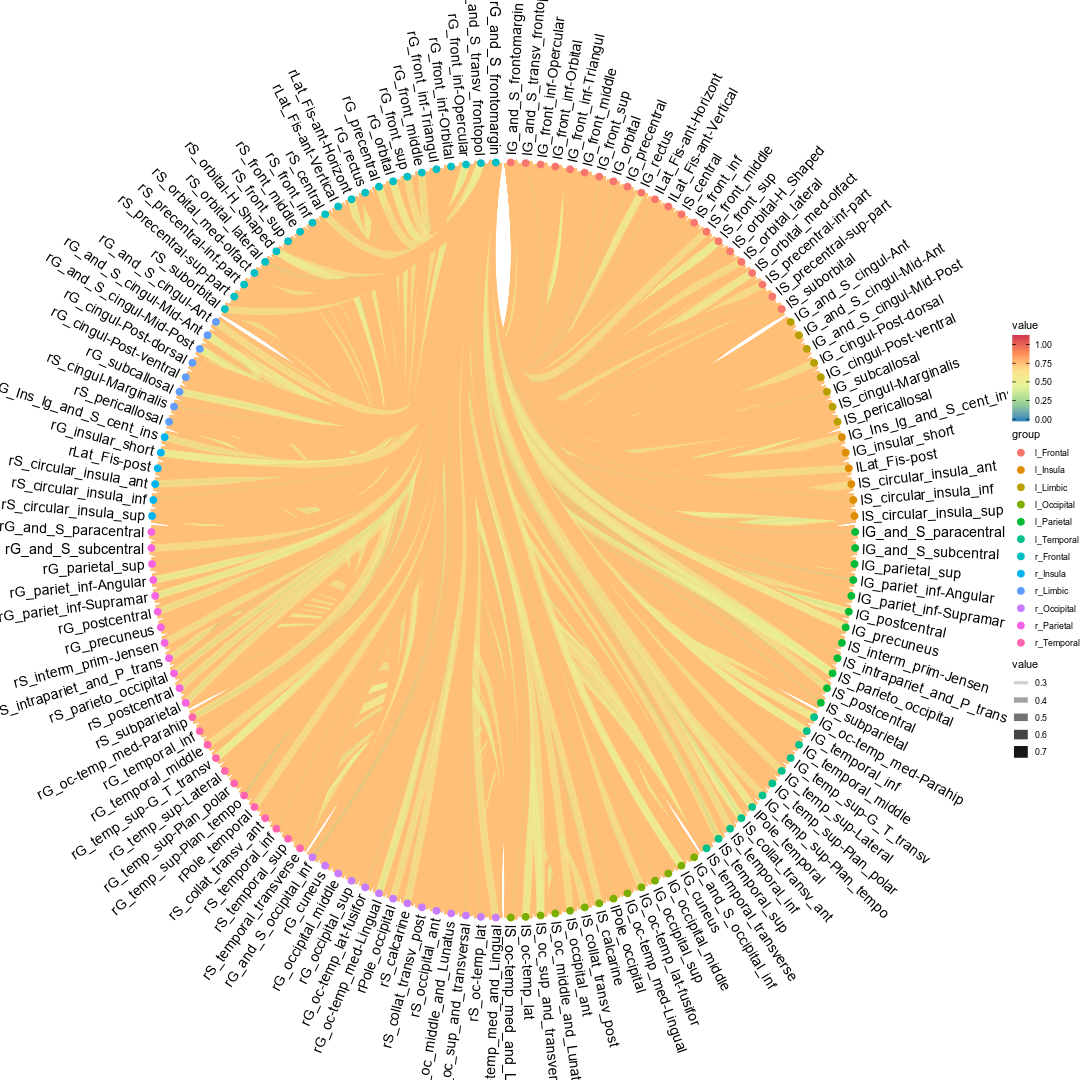 lG_and_S_frontomargin
lG_and_S_transv_frontop
lG_front_inf-Opercular
lG_front_inf-Orbital
lG_front_inf-Triangul
lG_front_middle
lG_front_sup
lG_orbital
lG_precentral
lG_rectus
lLat_Fis-ant-Horizont
lLat_Fis-ant-Vertical
lS_central
lS_front_inf
lS_front_middle
lS_front_sup
lS_orbital-H_Shaped
lS_orbital_lateral
lS_orbital_med-olfact
lS_precentral-inf-part
lS_precentral-sup-part
lS_suborbital
lG_and_S_cingul-Ant
lG_and_S_cingul-Mid-Ant
lG_and_S_cingul-Mid-Post
lG_cingul-Post-dorsal
lG_cingul-Post-ventral
lG_subcallosal
lS_cingul-Marginalis
lS_pericallosal
lG_Ins_lg_and_S_cent_in
lG_insular_short
lLat_Fis-post
lS_circular_insula_ant
lS_circular_insula_inf
lS_circular_insula_sup
lG_and_S_paracentral
lG_and_S_subcentral
lG_parietal_sup
lG_pariet_inf-Angular
lG_pariet_inf-Supramar
lG_postcentral
lG_precuneus
lS_interm_prim-Jensen
lS_intrapariet_and_P_trans
lS_parieto_occipital
lS_postcentral
lS_subparietal
lG_oc-temp_med-Parahip
lG_temporal_inf
lG_temporal_middle
lG_temp_sup-G_T_transv
lG_temp_sup-Lateral
lG_temp_sup-Plan_polar
lG_temp_sup-Plan_tempo
lPole_temporal
lS_collat_transv_ant
lS_temporal_inf
lS_temporal_sup
lS_temporal_transverse
lG_and_S_occipital_inf
lG_cuneus
lG_occipital_middle
lG_occipital_sup
lG_oc-temp_lat-fusifor
lG_oc-temp_med-Lingual
lPole_occipital
lS_calcarine
lS_collat_transv_post
lS_occipital_ant
lS_oc_middle_and_Lunat
lS_oc_sup_and_transver
lS_oc-temp_lat
lS_oc-temp_med_and_L
temp_med_and_Lingual
rS_oc-temp_lat
_oc_sup_and_transversal
_oc_middle_and_Lunatus
rS_occipital_ant
rS_collat_transv_post
rS_calcarine
rPole_occipital
rG_oc-temp_med-Lingual
rG_oc-temp_lat-fusifor
rG_occipital_sup
rG_occipital_middle
rG_cuneus
rG_and_S_occipital_inf
rS_temporal_transverse
rS_temporal_sup
rS_temporal_inf
rS_collat_transv_ant
rPole_temporal
rG_temp_sup-Plan_tempo
rG_temp_sup-Plan_polar
rG_temp_sup-Lateral
rG_temp_sup-G_T_transv
rG_temporal_middle
rG_temporal_inf
rG_oc-temp_med-Parahip
rS_subparietal
rS_postcentral
rS_parieto_occipital
S_intrapariet_and_P_trans
rS_interm_prim-Jensen
rG_precuneus
rG_postcentral
rG_pariet_inf-Supramar
rG_pariet_inf-Angular
rG_parietal_sup
rG_and_S_subcentral
rG_and_S_paracentral
rS_circular_insula_sup
rS_circular_insula_inf
rS_circular_insula_ant
rLat_Fis-post
rG_insular_short
G_Ins_lg_and_S_cent_ins
rS_pericallosal
rS_cingul-Marginalis
rG_subcallosal
rG_cingul-Post-ventral
rG_cingul-Post-dorsal
rG_and_S_cingul-Mid-Post
rG_and_S_cingul-Mid-Ant
rG_and_S_cingul-Ant
rS_suborbital
rS_precentral-sup-part
rS_precentral-inf-part
rS_orbital_med-olfact
rS_orbital_lateral
rS_orbital-H_Shaped
rS_front_sup
rS_front_middle
rS_front_inf
rS_central
rLat_Fis-ant-Vertical
rLat_Fis-ant-Horizont
rG_rectus
rG_precentral
rG_orbital
rG_front_sup
rG_front_middle
rG_front_inf-Triangul
rG_front_inf-Orbital
rG_front_inf-Opercular
_and_S_transv_frontopol
rG_and_S_frontomargin
value
1.00
0.75
0.50
0.25
0.00
group
l_Frontal
l_Insula
l_Limbic
l_Occipital
l_Parietal
l_Temporal
r_Frontal
r_Insula
r_Limbic
r_Occipital
r_Parietal
r_Temporal
value
0.3
0.4
0.5
0.6
0.7